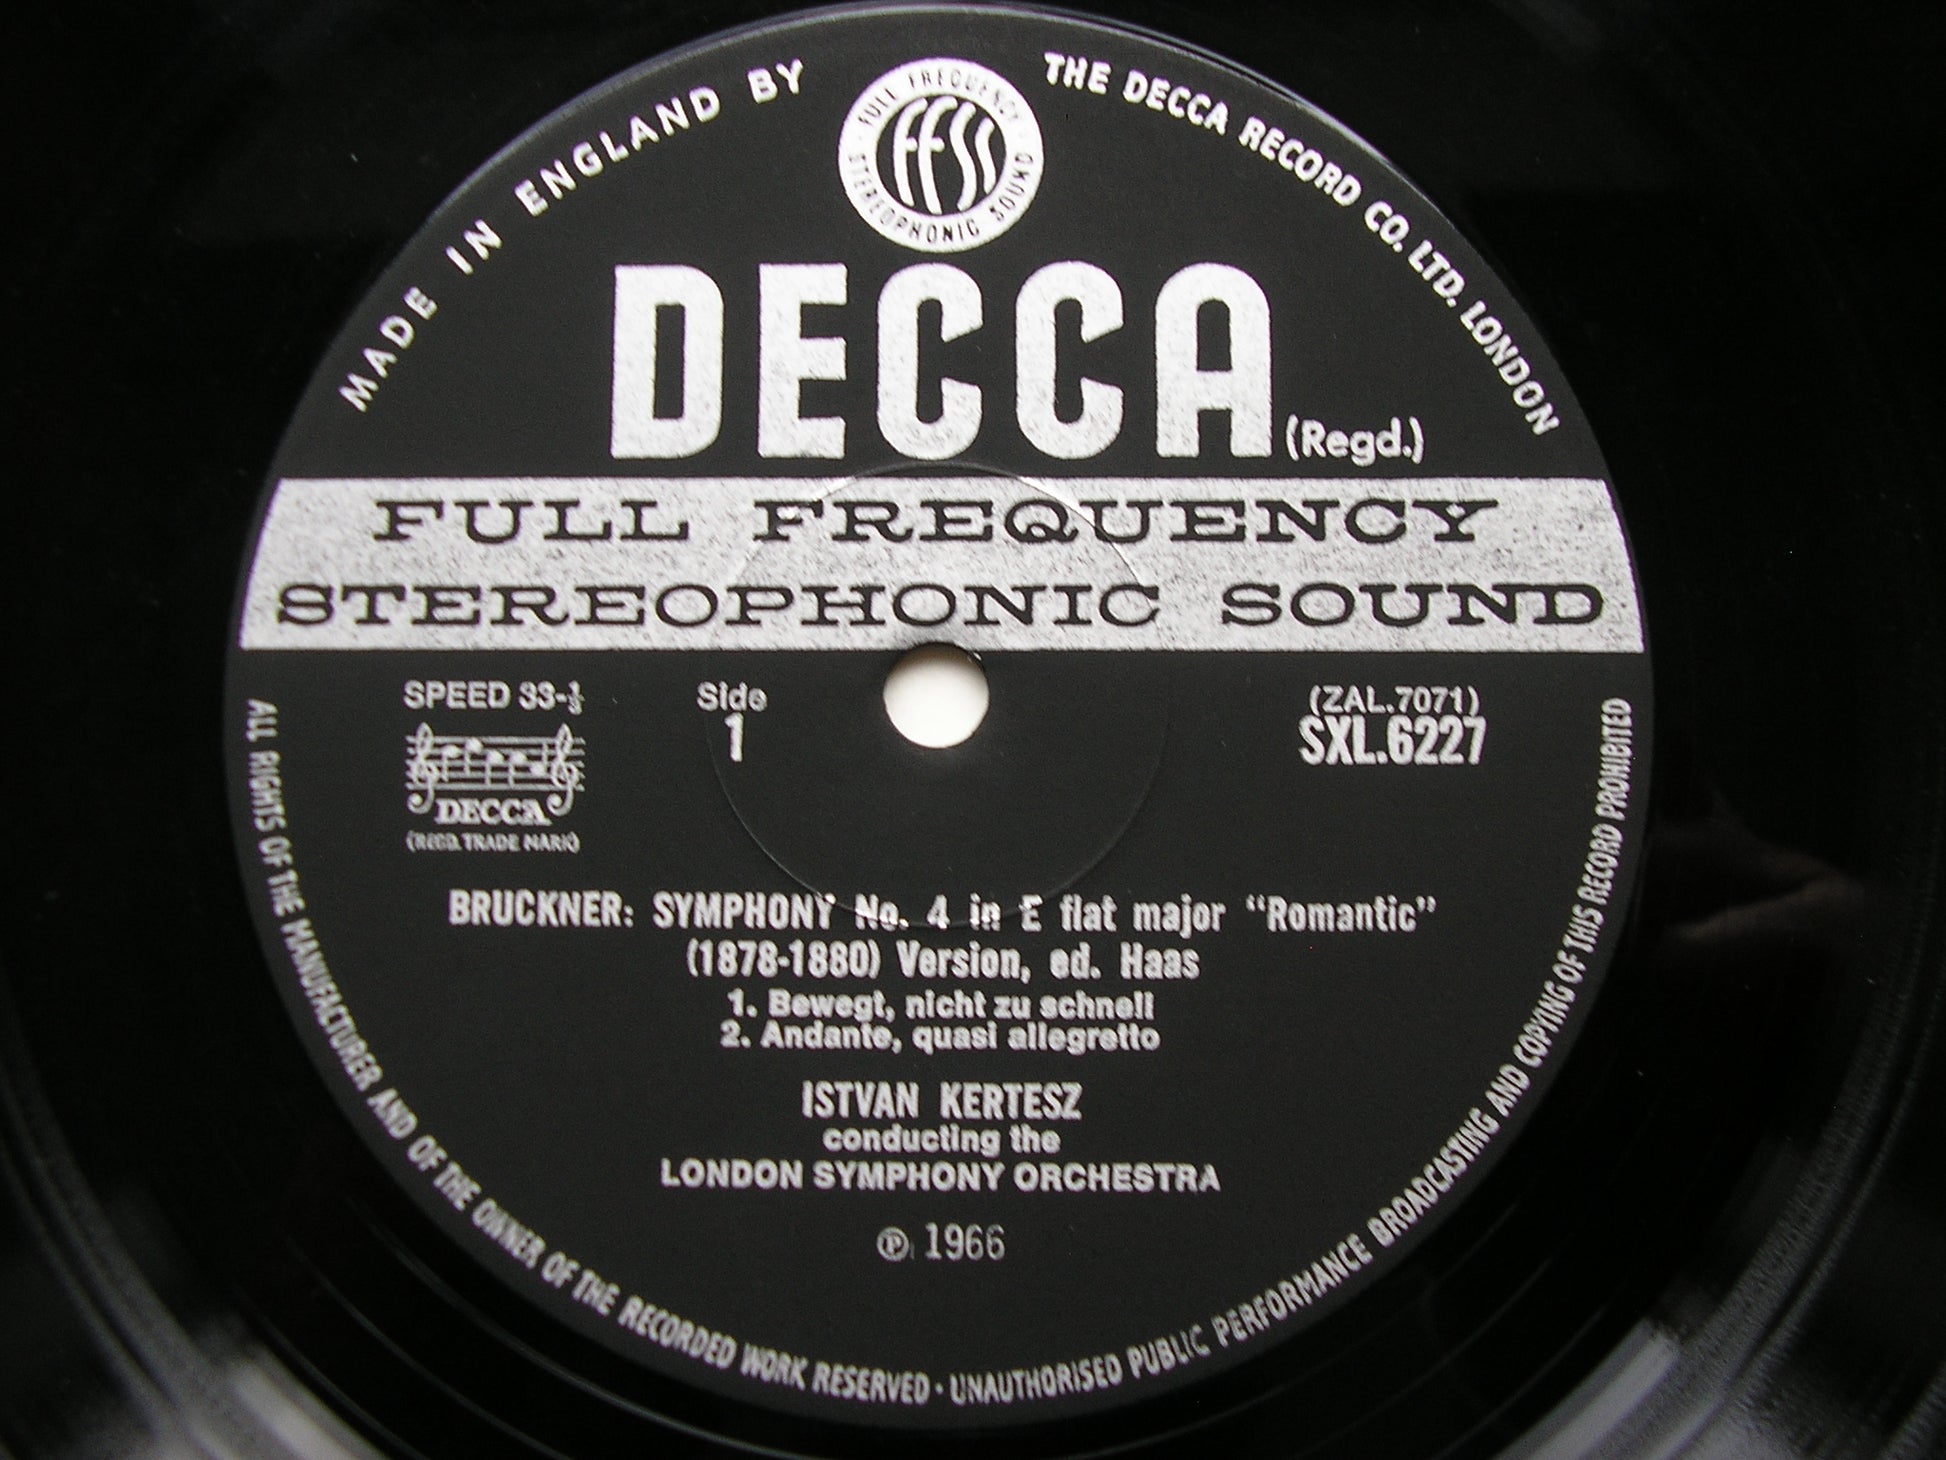 MADE IN ENGLAND BY
THE DECCA RECORD CO. LTD. LONDON
FULL FREQUENCY
ffss
STEREOPHONIC SOUND
DECCA (Regd.)
FULL FREQUENCY
STEREOPHONIC SOUND
SPEED 33-⅓
Side
1
(ZAL.7071)
SXL.6227
DECCA
(REGD. TRADE MARK)
BRUCKNER: SYMPHONY No. 4 in E flat major "Romantic"
(1878-1880) Version, ed. Haas
1. Bewegt, nicht zu schnell
2. Andante, quasi allegretto
ISTVAN KERTESZ
conducting the
LONDON SYMPHONY ORCHESTRA
℗ 1966
ALL RIGHTS OF THE MANUFACTURER AND OF THE OWNER OF THE RECORDED WORK RESERVED · UNAUTHORISED PUBLIC PERFORMANCE BROADCASTING AND COPYING OF THIS RECORD PROHIBITED